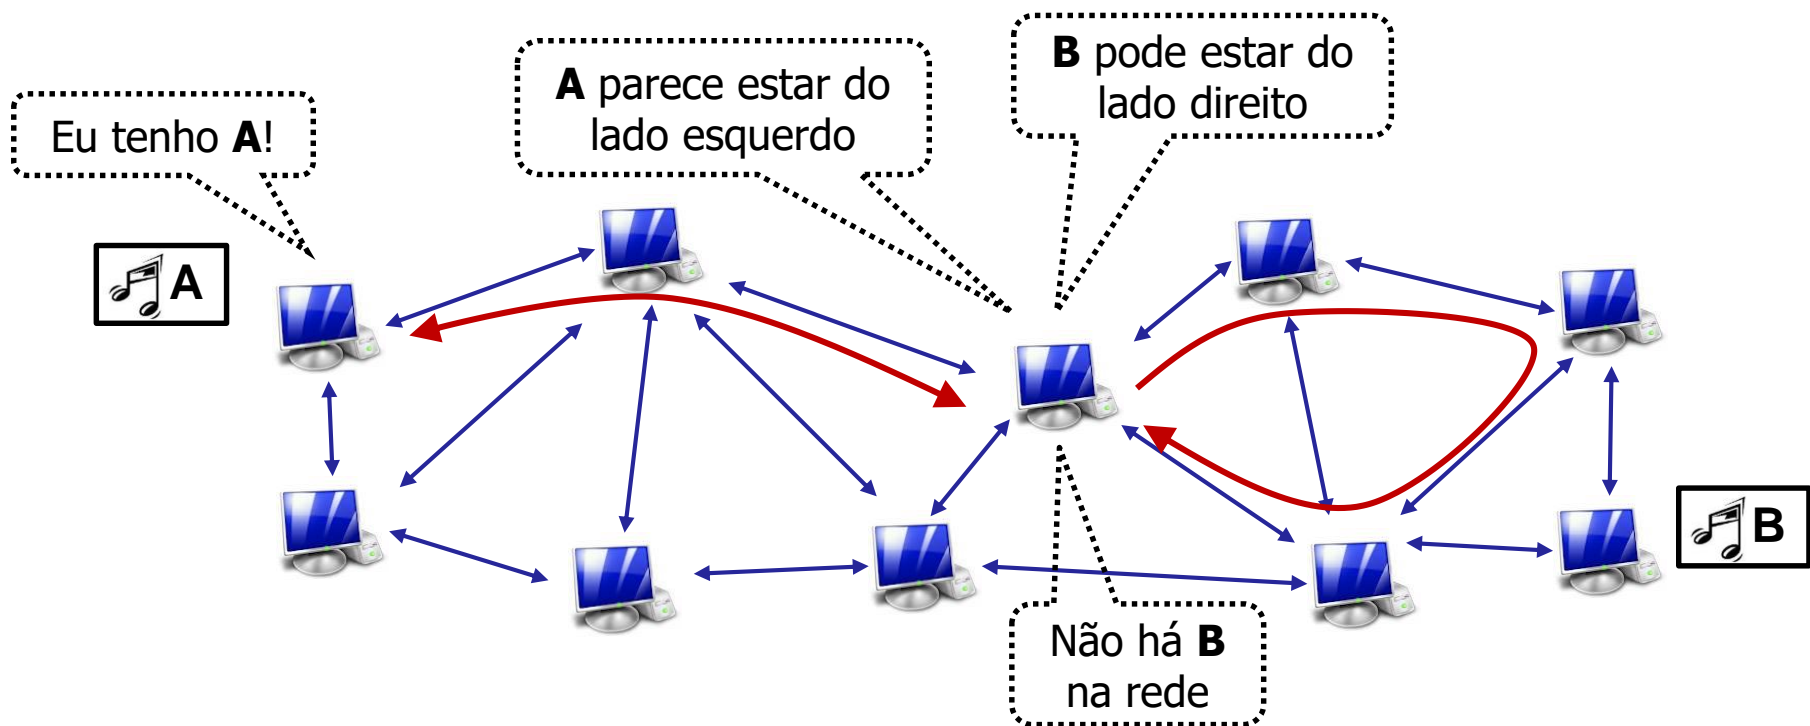 B pode estar do
lado direito
A parece estar do
lado esquerdo
Eu tenho A!
A
B
Não há B
na rede